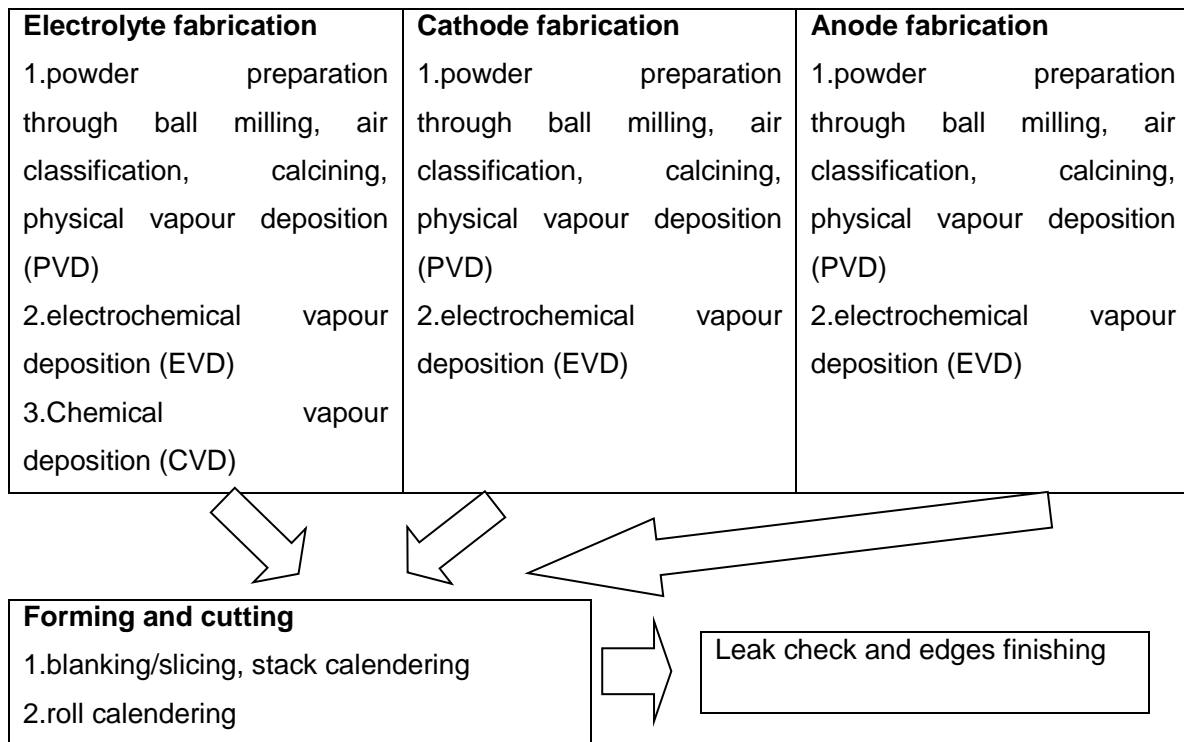 Electrolyte fabrication
1.powder preparation
through ball milling, air
classification, calcining,
physical vapour deposition
(PVD)
2.electrochemical vapour
deposition (EVD)
3.Chemical vapour
deposition (CVD)
Cathode fabrication
1.powder preparation
through ball milling, air
classification, calcining,
physical vapour deposition
(PVD)
2.electrochemical vapour
deposition (EVD)
Anode fabrication
1.powder preparation
through ball milling, air
classification, calcining,
physical vapour deposition
(PVD)
2.electrochemical vapour
deposition (EVD)
Forming and cutting
1.blanking/slicing, stack calendering
2.roll calendering
Leak check and edges finishing